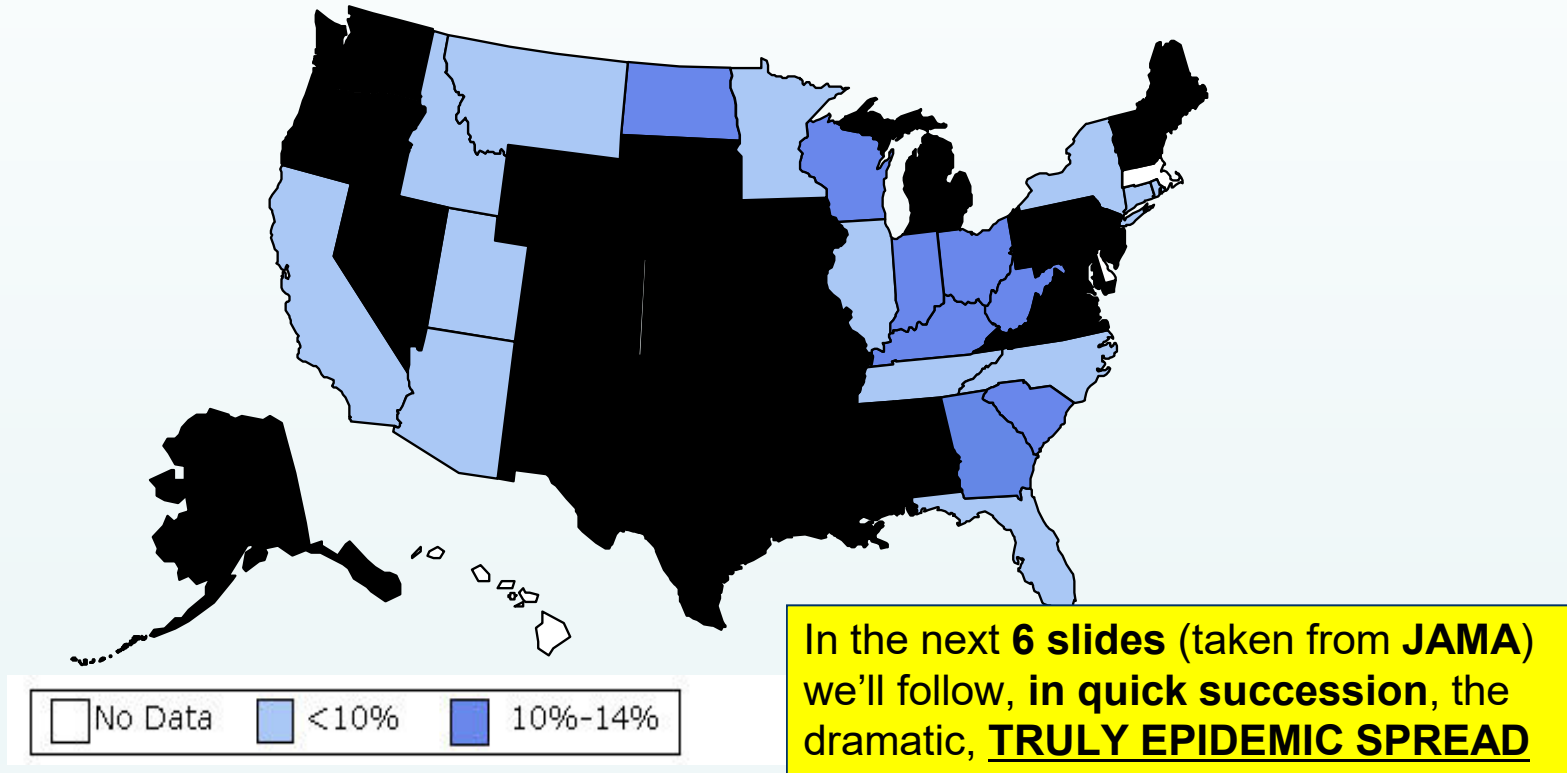 No Data <10% 10%-14%
In the next 6 slides (taken from JAMA)
we'll follow, in quick succession, the
dramatic, TRULY EPIDEMIC SPREAD